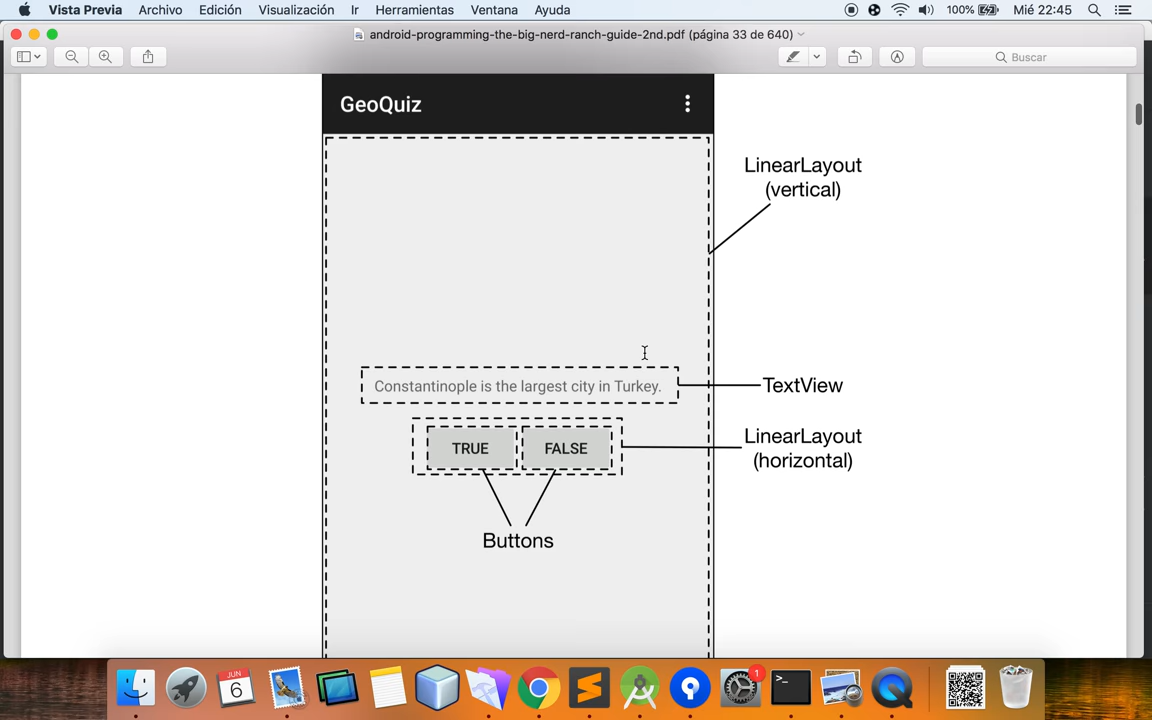 Vista Previa Archivo Edición Visualización Ir Herramientas Ventana Ayuda 100% Mié 22:45
android-programming-the-big-nerd-ranch-guide-2nd.pdf (página 33 de 640)
Buscar
GeoQuiz
LinearLayout
(vertical)
Constantinople is the largest city in Turkey.
TextView
TRUE FALSE
LinearLayout
(horizontal)
Buttons
JUN
6
1
>_